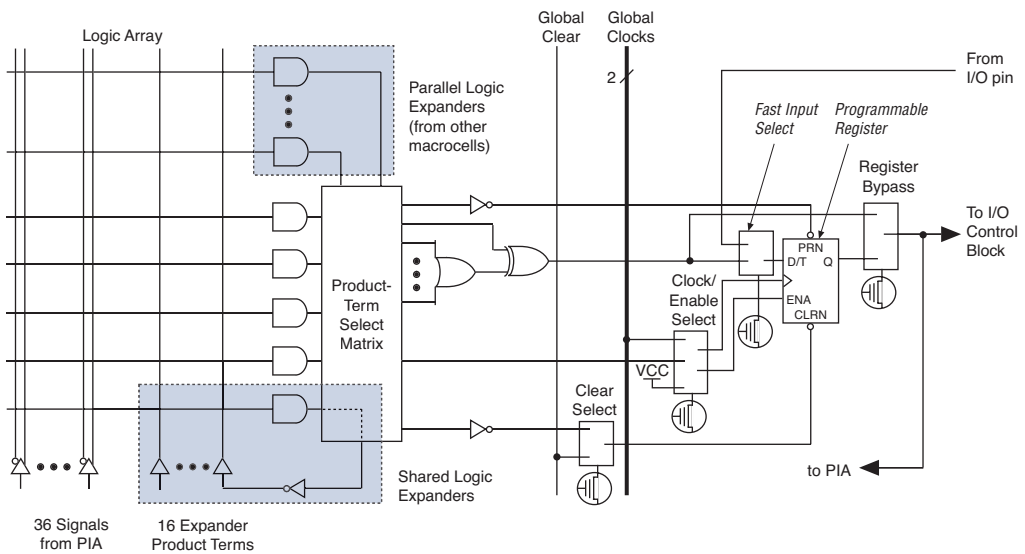 Logic Array
Global
Clear
Global
Clocks
2
Parallel Logic
Expanders
(from other
macrocells)
From
I/O pin
Fast Input
Select
Programmable
Register
Register
Bypass
To I/O
Control
Block
PRN
D/T
Q
ENA
CLRN
Clock/
Enable
Select
Product-
Term
Select
Matrix
VCC
Clear
Select
Shared Logic
Expanders
to PIA
36 Signals
from PIA
16 Expander
Product Terms